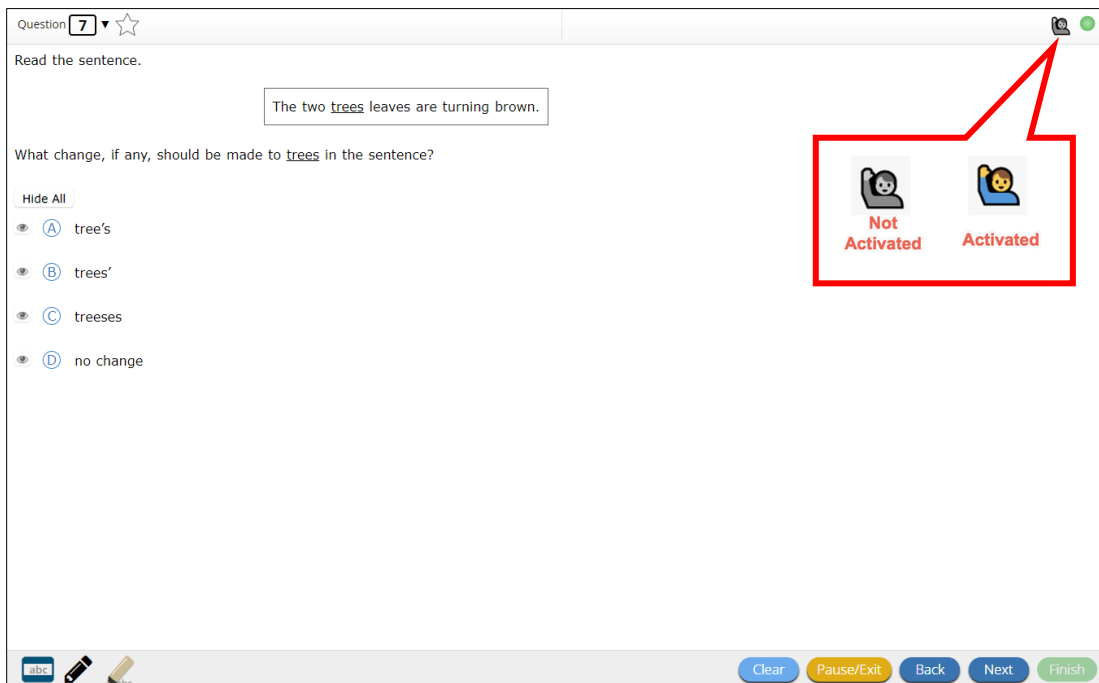 Question 7
Read the sentence.
The two trees leaves are turning brown.
What change, if any, should be made to trees in the sentence?
Hide All
A tree’s
B trees’
C treeses
D no change
Not
Activated
Activated
abc
Clear
Pause/Exit
Back
Next
Finish